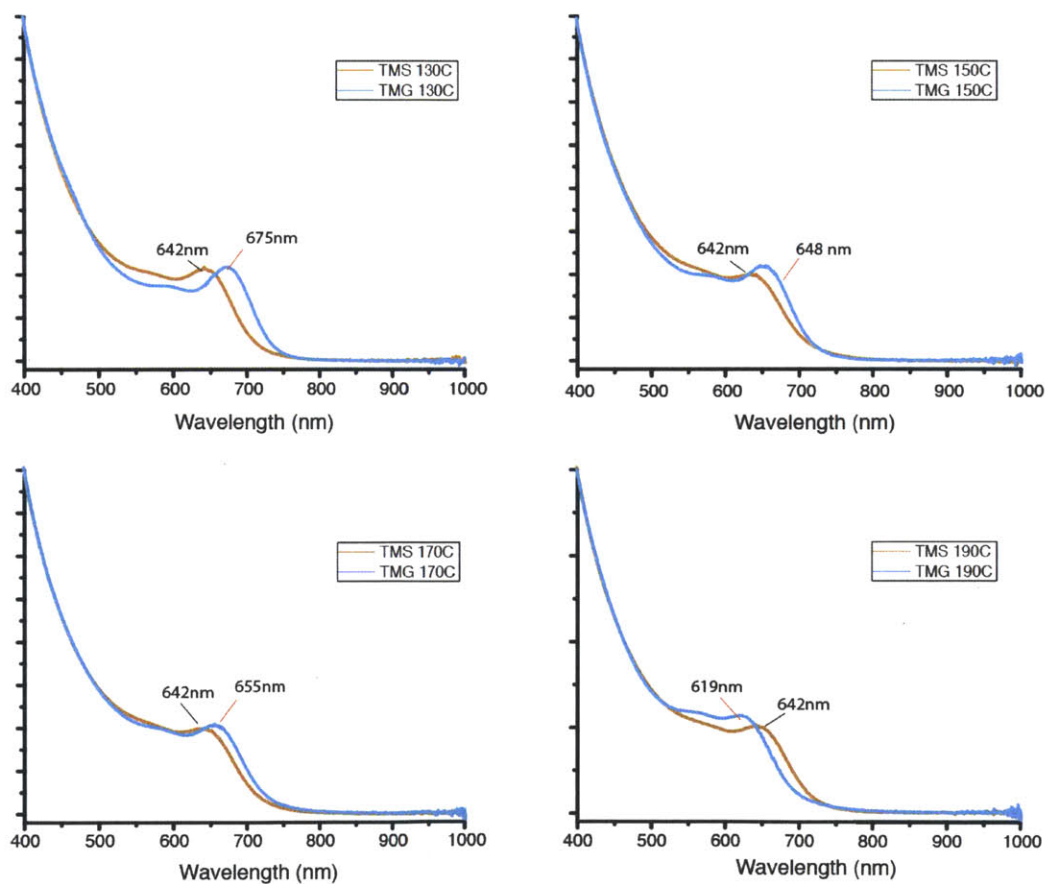 TMS 130C
TMG 130C
642nm
675nm
400 500 600 700 800 900 1000
Wavelength (nm)
TMS 150C
TMG 150C
642nm
648 nm
400 500 600 700 800 900 1000
Wavelength (nm)
TMS 170C
TMG 170C
642nm
655nm
400 500 600 700 800 900 1000
Wavelength (nm)
TMS 190C
TMG 190C
619nm
642nm
400 500 600 700 800 900 1000
Wavelength (nm)